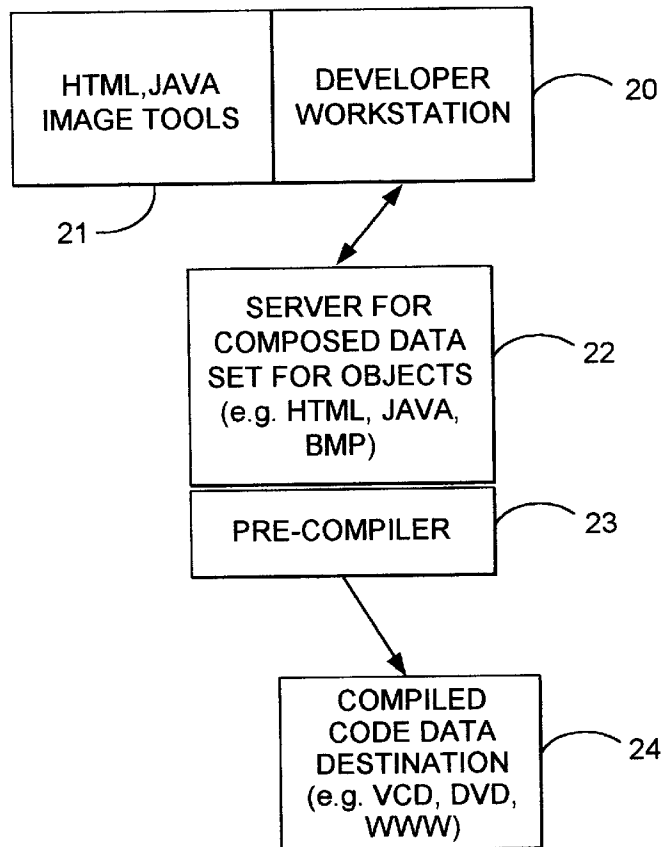 HTML,JAVA
IMAGE TOOLS
DEVELOPER
WORKSTATION
20
21
SERVER FOR
COMPOSED DATA
SET FOR OBJECTS
(e.g. HTML, JAVA,
BMP)
22
PRE-COMPILER
23
COMPILED
CODE DATA
DESTINATION
(e.g. VCD, DVD,
WWW)
24